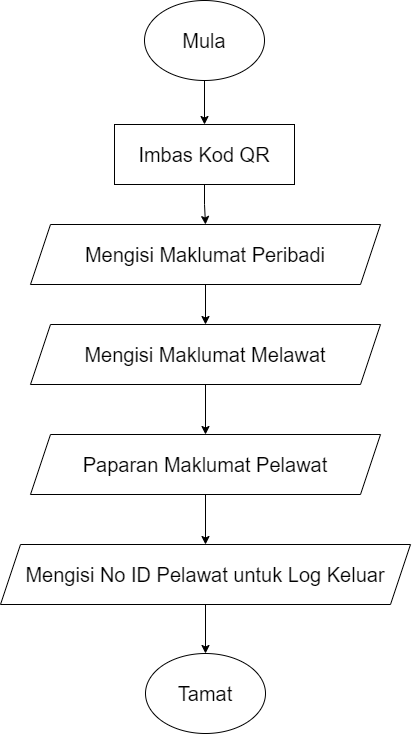 Mula
Imbas Kod QR
Mengisi Maklumat Peribadi
Mengisi Maklumat Melawat
Paparan Maklumat Pelawat
Mengisi No ID Pelawat untuk Log Keluar
Tamat